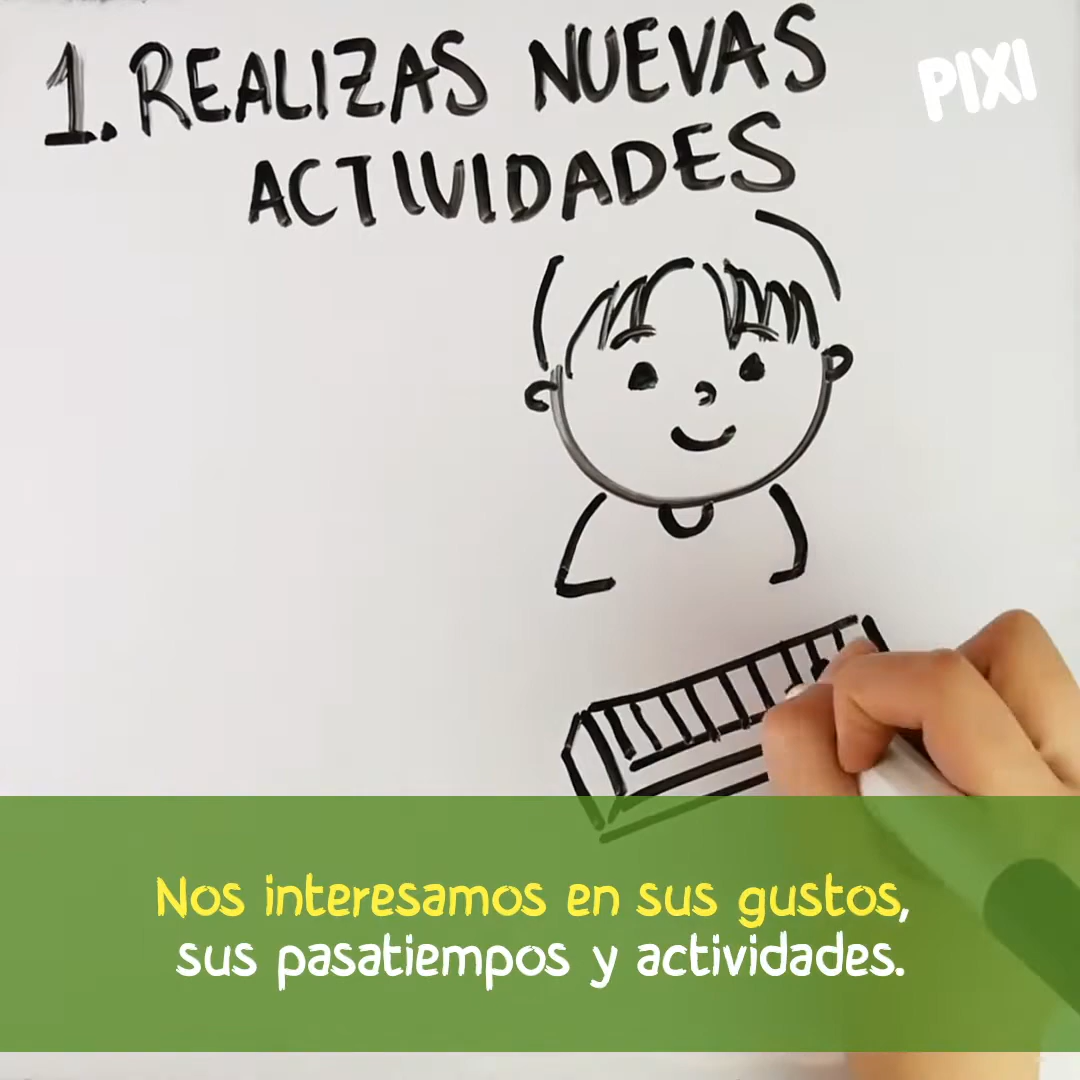 1. REALIZAS NUEVAS
ACTIVIDADES
PIXI
Nos interesamos en sus gustos,
sus pasatiempos y actividades.